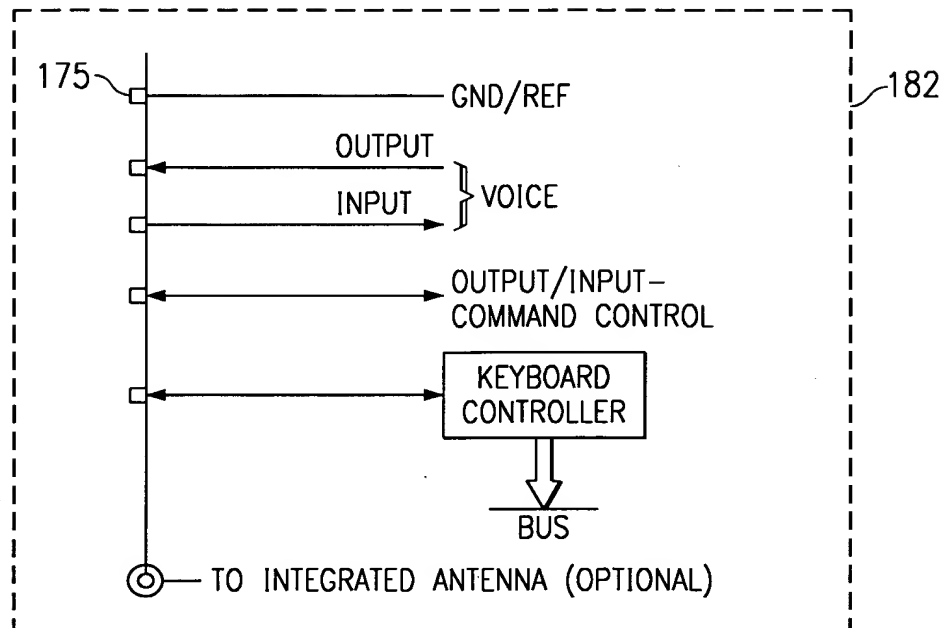 175
GND/REF
182
OUTPUT
VOICE
INPUT
OUTPUT/INPUT-
COMMAND CONTROL
KEYBOARD
CONTROLLER
BUS
TO INTEGRATED ANTENNA (OPTIONAL)